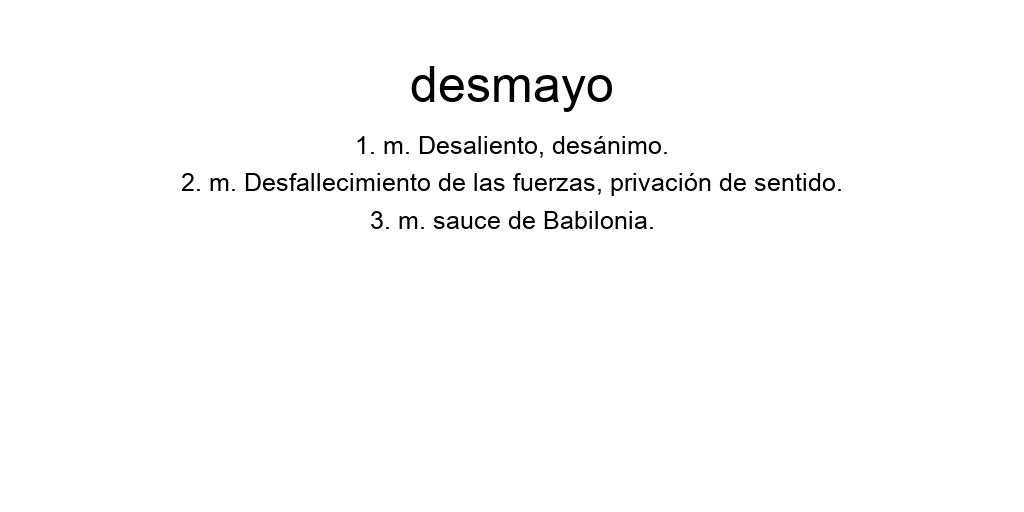 desmayo
1. m. Desaliento, desánimo.
2. m. Desfallecimiento de las fuerzas, privación de sentido.
3. m. sauce de Babilonia.